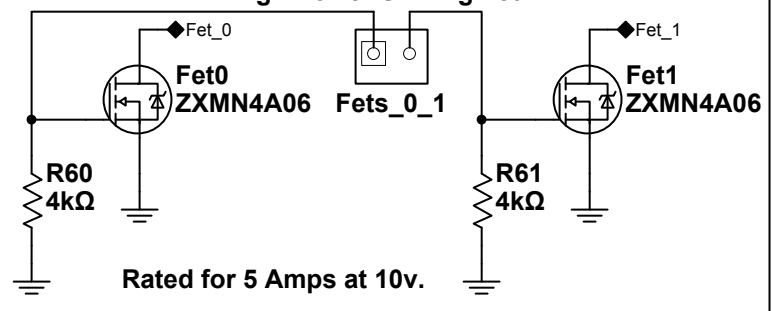 Fet_0
Fet_1
Fet0
ZXMN4A06
Fets_0_1
Fet1
ZXMN4A06
R60
4kΩ
R61
4kΩ
Rated for 5 Amps at 10v.